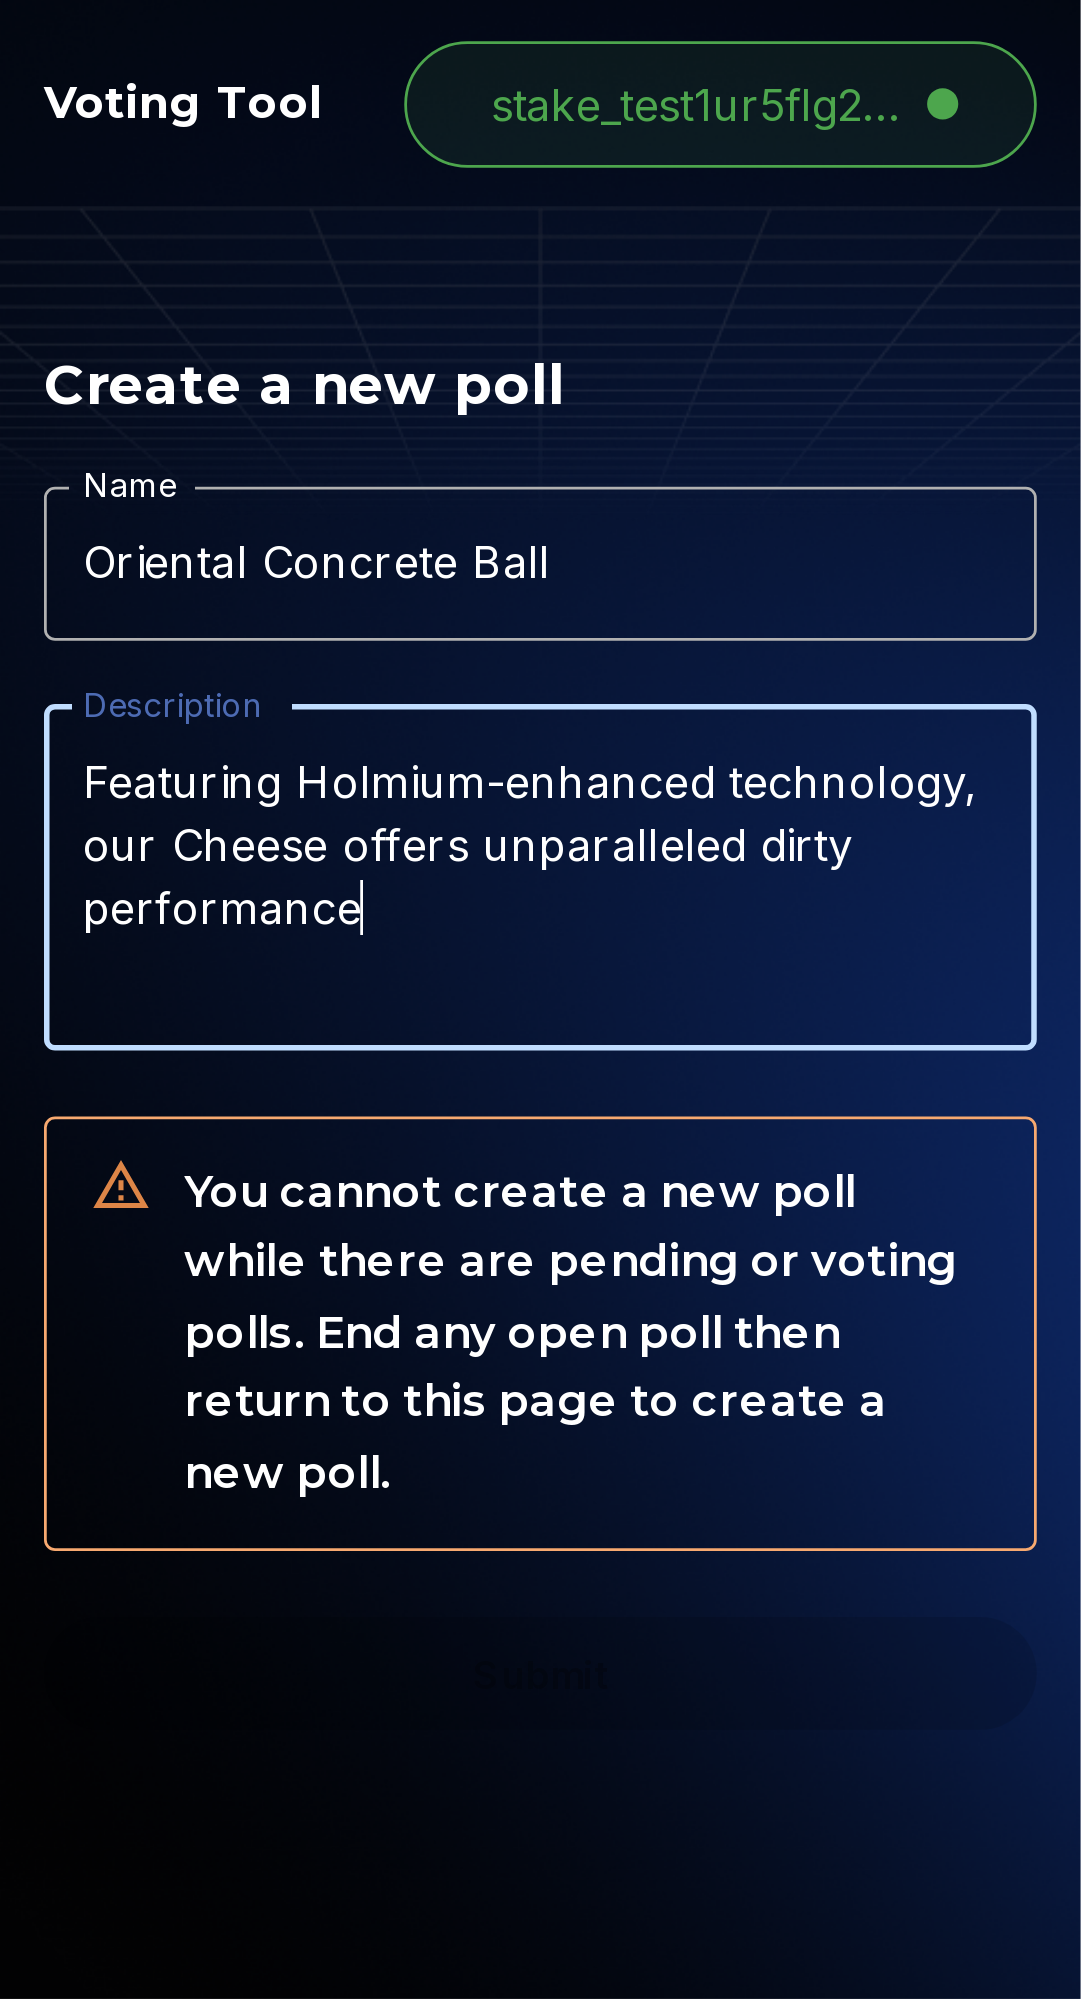 Voting Tool
stake_test1ur5flg2...
Create a new poll
Name
Oriental Concrete Ball
Description
Featuring Holmium-enhanced technology,
our Cheese offers unparalleled dirty
performance
You cannot create a new poll
while there are pending or voting
polls. End any open poll then
return to this page to create a
new poll.
Submit